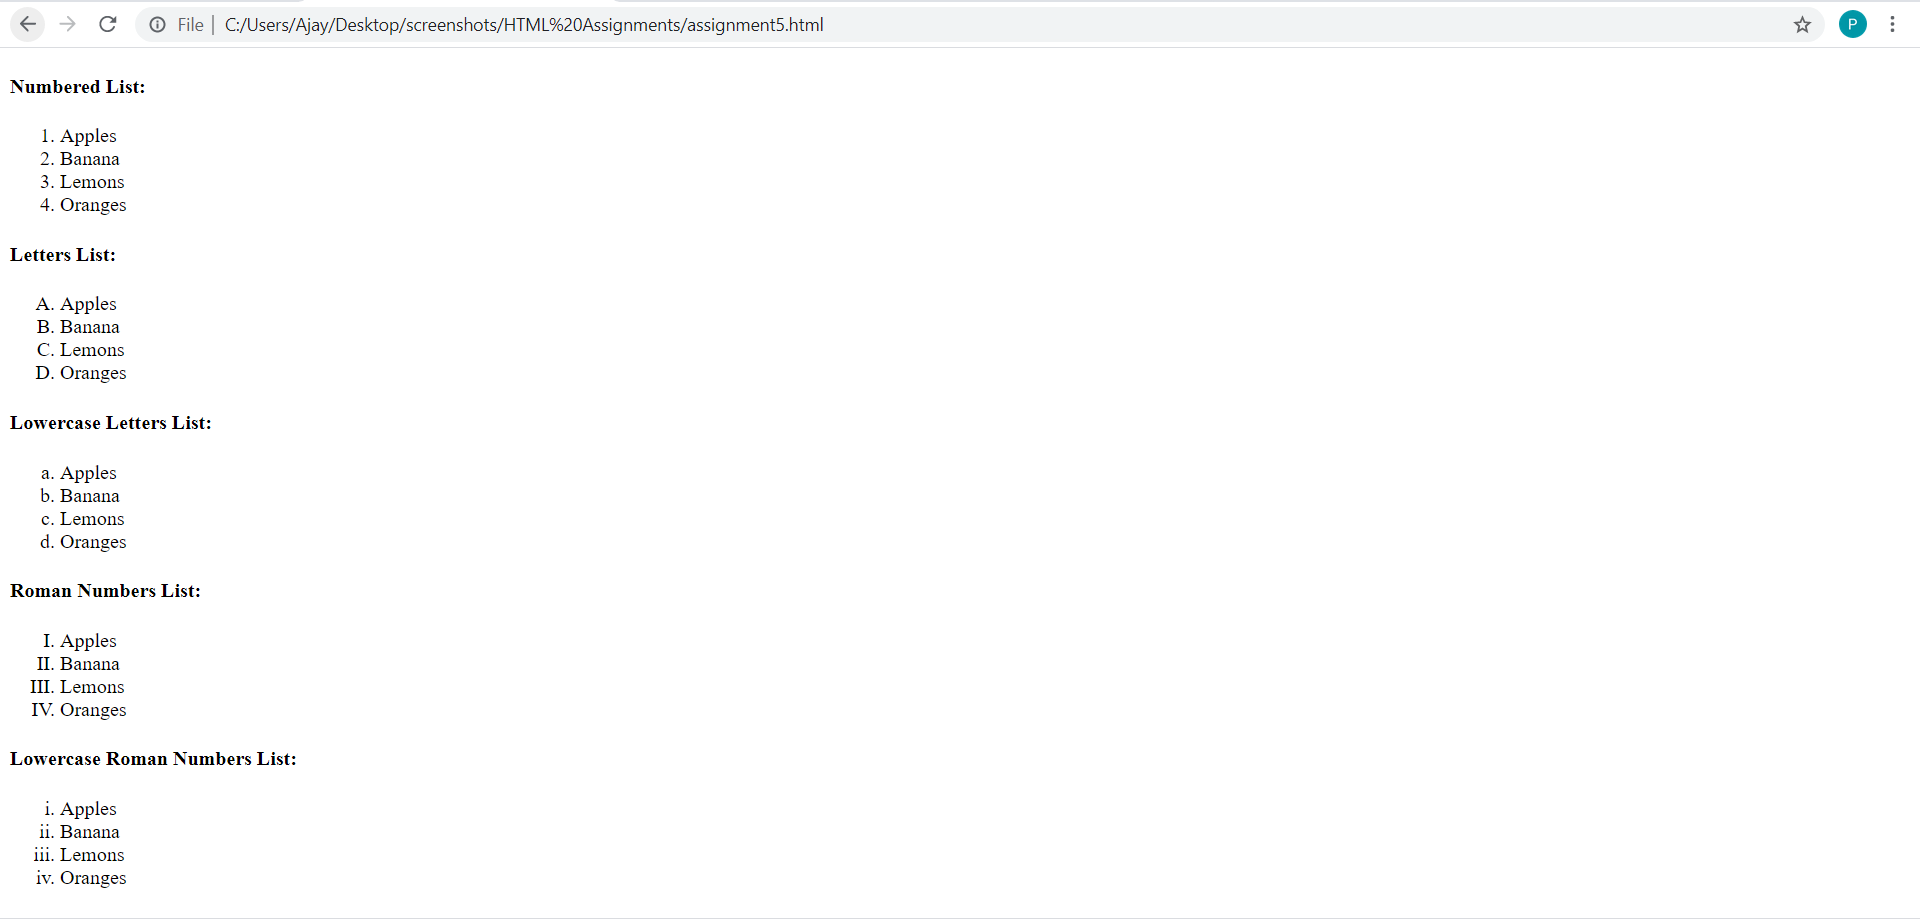 File | C:/Users/Ajay/Desktop/screenshots/HTML%20Assignments/assignment5.html
P
Numbered List:
1. Apples
2. Banana
3. Lemons
4. Oranges
Letters List:
A. Apples
B. Banana
C. Lemons
D. Oranges
Lowercase Letters List:
a. Apples
b. Banana
c. Lemons
d. Oranges
Roman Numbers List:
I. Apples
II. Banana
III. Lemons
IV. Oranges
Lowercase Roman Numbers List:
i. Apples
ii. Banana
iii. Lemons
iv. Oranges